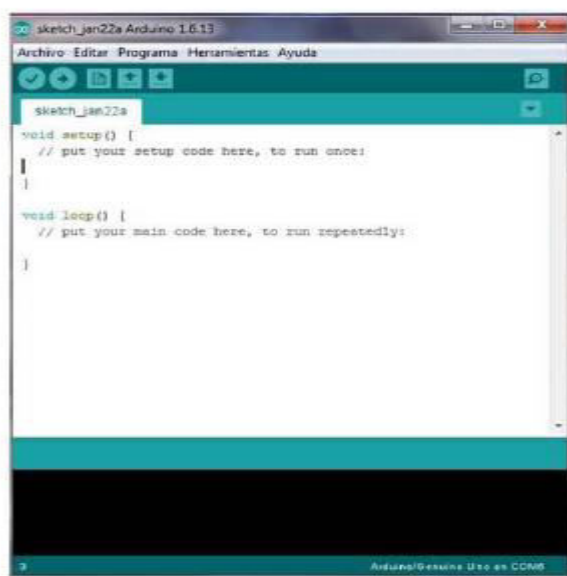 sketch_jan22a Arduino 1.6.13
Archivo Editar Programa Herramientas Ayuda
sketch_jan22a
void setup() {
// put your setup code here, to run once:
}
void loop() {
// put your main code here, to run repeatedly:
}
3
Arduino/Genuino Uno en COM6